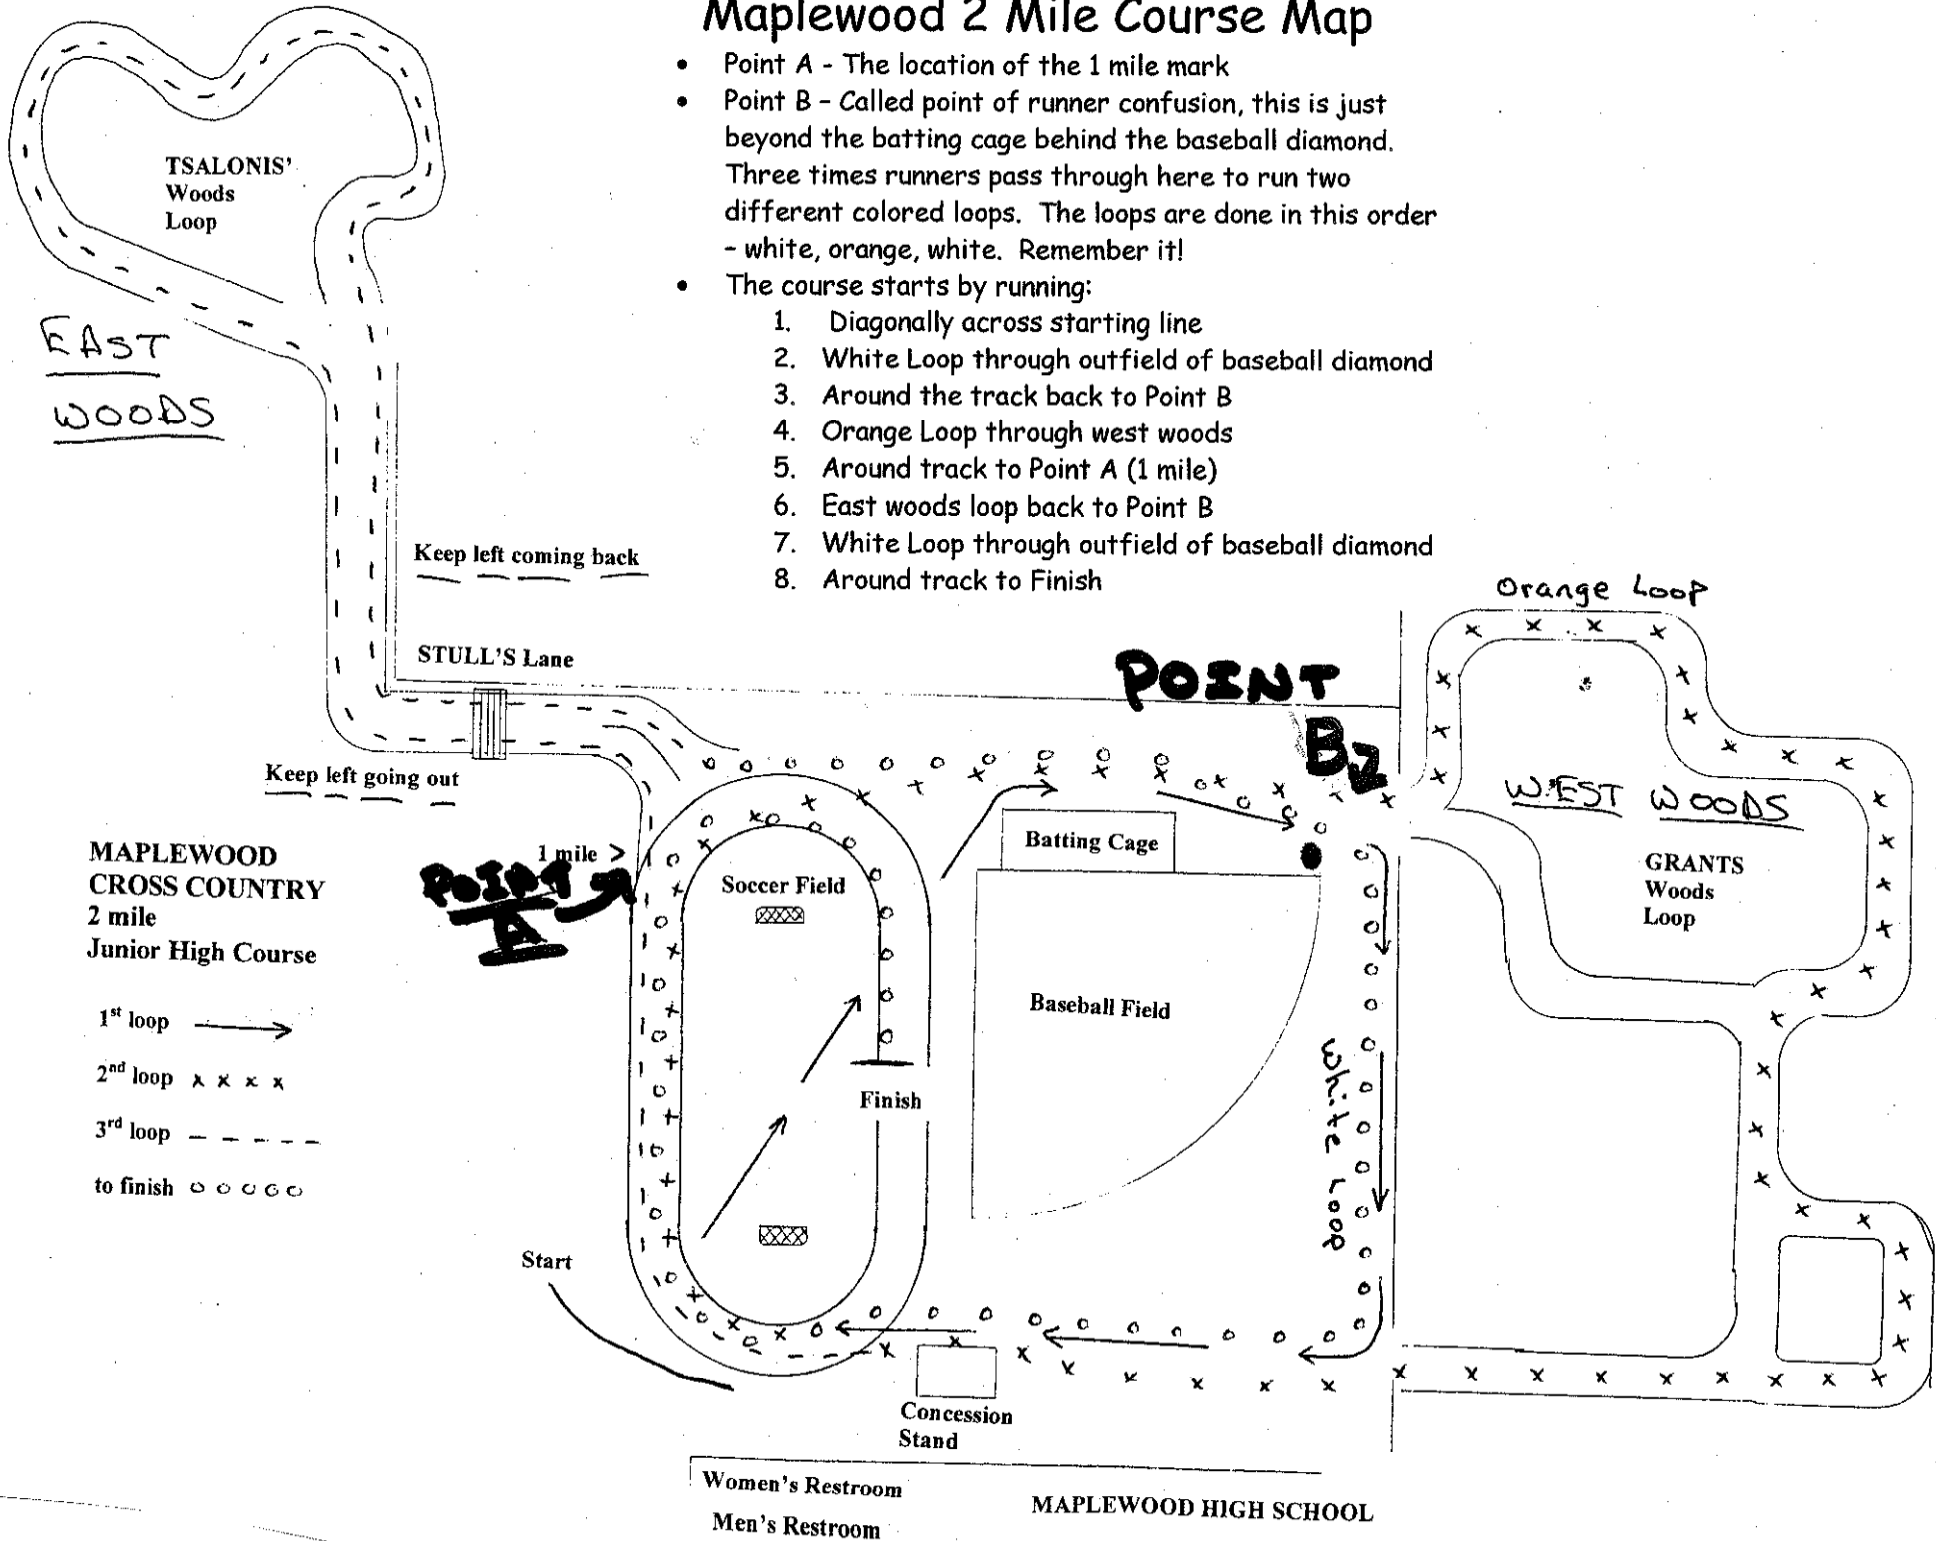 Maplewood 2 Mile Course Map
• Point A - The location of the 1 mile mark
• Point B – Called point of runner confusion, this is just
beyond the batting cage behind the baseball diamond.
Three times runners pass through here to run two
different colored loops. The loops are done in this order
– white, orange, white. Remember it!
• The course starts by running:
1. Diagonally across starting line
2. White Loop through outfield of baseball diamond
3. Around the track back to Point B
4. Orange Loop through west woods
5. Around track to Point A (1 mile)
6. East woods loop back to Point B
7. White Loop through outfield of baseball diamond
8. Around track to Finish
TSALONIS'
Woods
Loop
EAST
WOODS
Keep left coming back
STULL'S Lane
Keep left going out
Orange Loop
POINT
B
WEST WOODS
GRANTS
Woods
Loop
1 mile >
POINT
A
Soccer Field
Batting Cage
Baseball Field
White Loop
Finish
Start
MAPLEWOOD
CROSS COUNTRY
2 mile
Junior High Course
1st loop
2nd loop x x x x
3rd loop – – – – –
to finish o o o o o
Concession
Stand
Women's Restroom
Men's Restroom
MAPLEWOOD HIGH SCHOOL